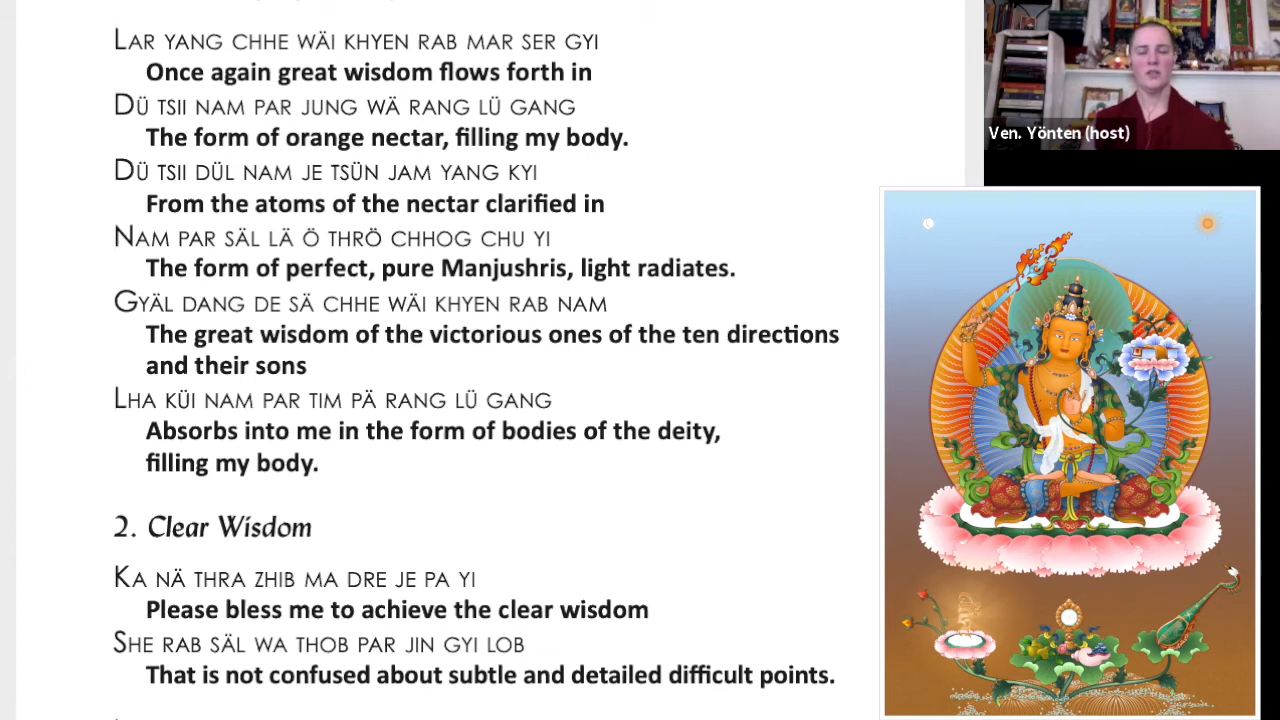 LAR YANG CHHE WÄI KHYEN RAB MAR SER GYI
Once again great wisdom flows forth in
DÜ TSII NAM PAR JUNG WÄ RANG LÜ GANG
The form of orange nectar, filling my body.
DÜ TSII DÜL NAM JE TSÜN JAM YANG KYI
From the atoms of the nectar clarified in
NAM PAR SÄL LÄ Ö THRÖ CHHOG CHU YI
The form of perfect, pure Manjushris, light radiates.
GYÄL DANG DE SÄ CHHE WÄI KHYEN RAB NAM
The great wisdom of the victorious ones of the ten directions
and their sons
LHA KÜI NAM PAR TIM PÄ RANG LÜ GANG
Absorbs into me in the form of bodies of the deity,
filling my body.
2. Clear Wisdom
KA NÄ THRA ZHIB MA DRE JE PA YI
Please bless me to achieve the clear wisdom
SHE RAB SÄL WA THOB PAR JIN GYI LOB
That is not confused about subtle and detailed difficult points.
Ven. Yönten (host)